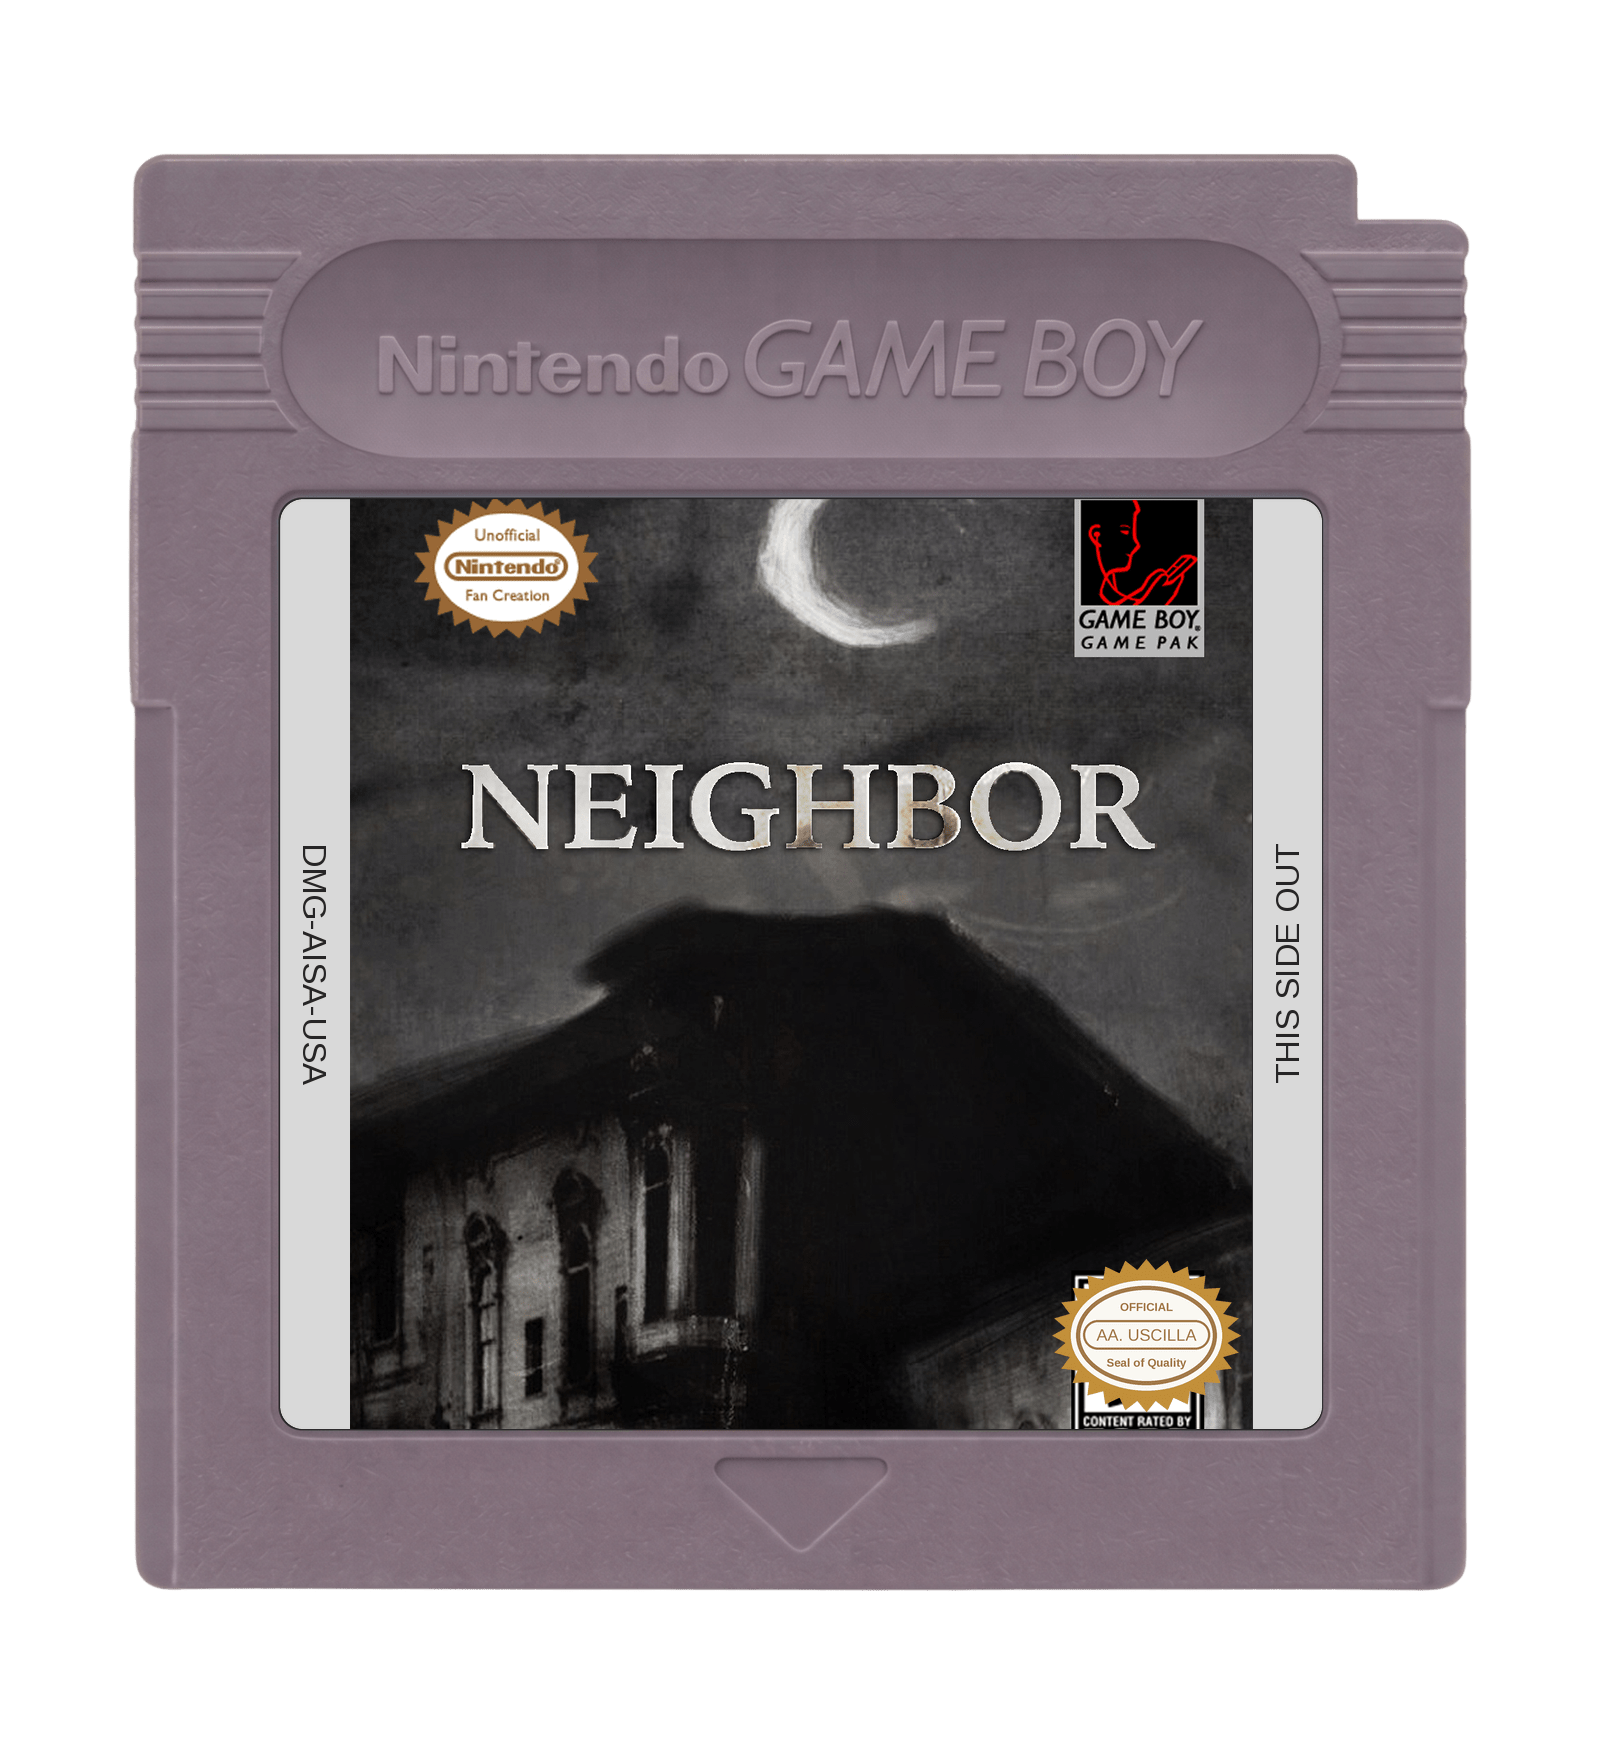 Nintendo GAME BOY
Unofficial
Nintendo®
Fan Creation
GAME BOY®
GAME PAK
NEIGHBOR
DMG-AISA-USA
THIS SIDE OUT
OFFICIAL
AA. USCILLA
Seal of Quality
CONTENT RATED BY